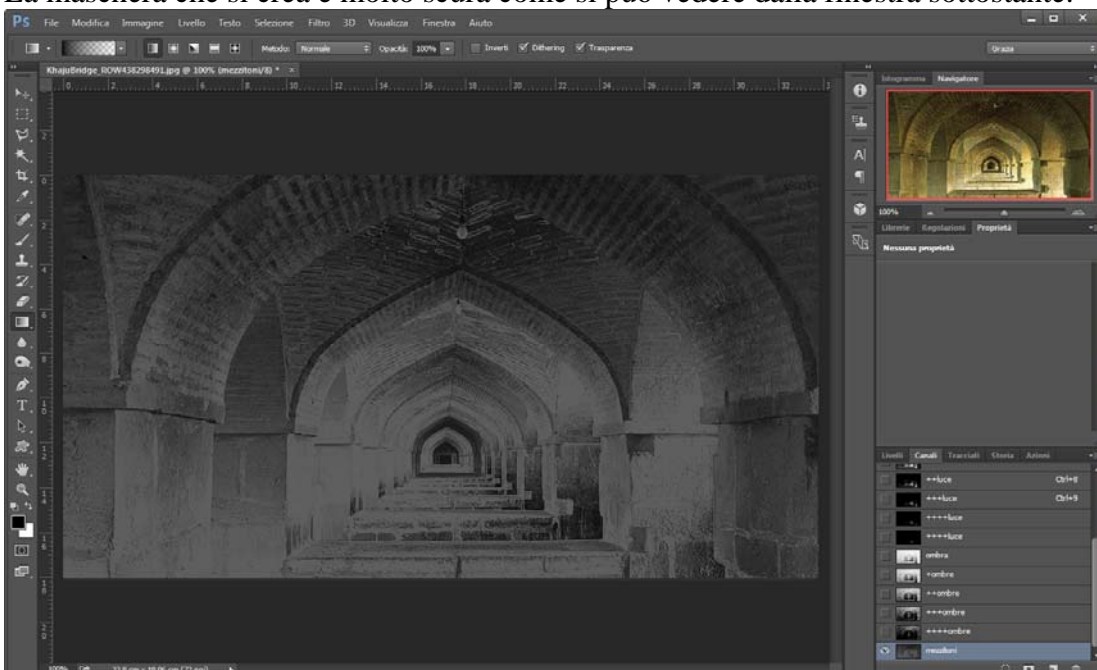 La maschera che si crea è molto scura come si può vedere dalla finestra sottostante:
PS File Modifica Immagine Livello Testo Selezione Filtro 3D Visualizza Finestra Aiuto
Metodo: Normale Opacità: 100% Inverti Dithering Trasparenza Grazia
KhajuBridge_ROW438298491.jpg @ 100% (mezzitoni/8) *
Istogramma Navigatore
100%
Librerie Regolazioni Proprietà
Nessuna proprietà
Livelli Canali Tracciati Storia Azioni
++luce Ctrl+8
+++luce Ctrl+9
++++luce
++++luce
ombra
+ombre
++ombre
+++ombre
++++ombre
mezzitoni
100%